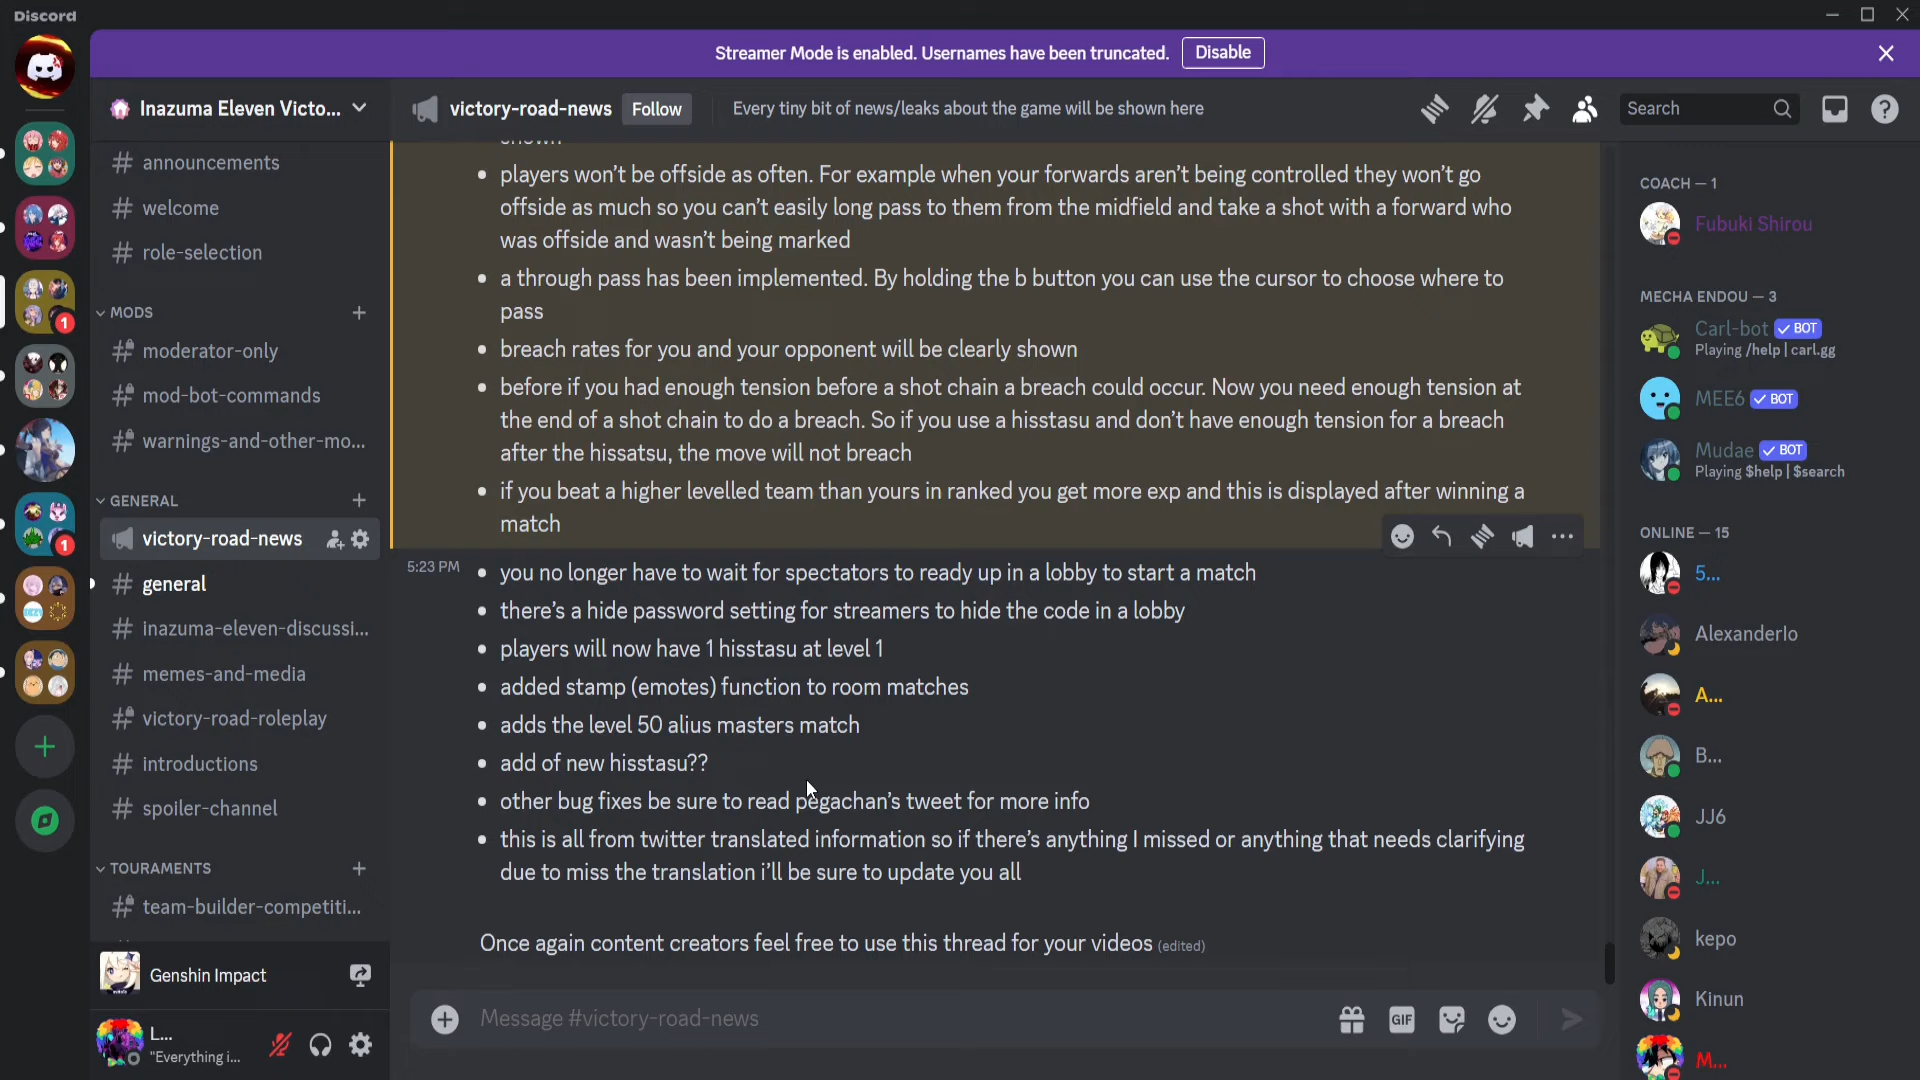 Discord
Streamer Mode is enabled. Usernames have been truncated. Disable
Inazuma Eleven Victo...
victory-road-news Follow Every tiny bit of news/leaks about the game will be shown here
Search
announcements
welcome
role-selection
MODS
moderator-only
mod-bot-commands
warnings-and-other-mo...
GENERAL
victory-road-news
general
inazuma-eleven-discussi...
memes-and-media
victory-road-roleplay
introductions
spoiler-channel
TOURAMENTS
team-builder-competiti...
Genshin Impact
L...
"Everything i...
1
1
shown
• players won't be offside as often. For example when your forwards aren't being controlled they won't go
offside as much so you can't easily long pass to them from the midfield and take a shot with a forward who
was offside and wasn't being marked
• a through pass has been implemented. By holding the b button you can use the cursor to choose where to
pass
• breach rates for you and your opponent will be clearly shown
• before if you had enough tension before a shot chain a breach could occur. Now you need enough tension at
the end of a shot chain to do a breach. So if you use a hisstasu and don't have enough tension for a breach
after the hissatsu, the move will not breach
• if you beat a higher levelled team than yours in ranked you get more exp and this is displayed after winning a
match
5:23 PM
• you no longer have to wait for spectators to ready up in a lobby to start a match
• there's a hide password setting for streamers to hide the code in a lobby
• players will now have 1 hisstasu at level 1
• added stamp (emotes) function to room matches
• adds the level 50 alius masters match
• add of new hisstasu??
• other bug fixes be sure to read pegachan's tweet for more info
• this is all from twitter translated information so if there's anything I missed or anything that needs clarifying
due to miss the translation i'll be sure to update you all
Once again content creators feel free to use this thread for your videos (edited)
Message #victory-road-news
GIF
COACH — 1
Fubuki Shirou
MECHA ENDOU — 3
Carl-bot BOT
Playing /help | carl.gg
MEE6 BOT
Mudae BOT
Playing $help | $search
ONLINE — 15
5...
Alexanderlo
A...
B...
JJ6
J...
kepo
Kinun
M...